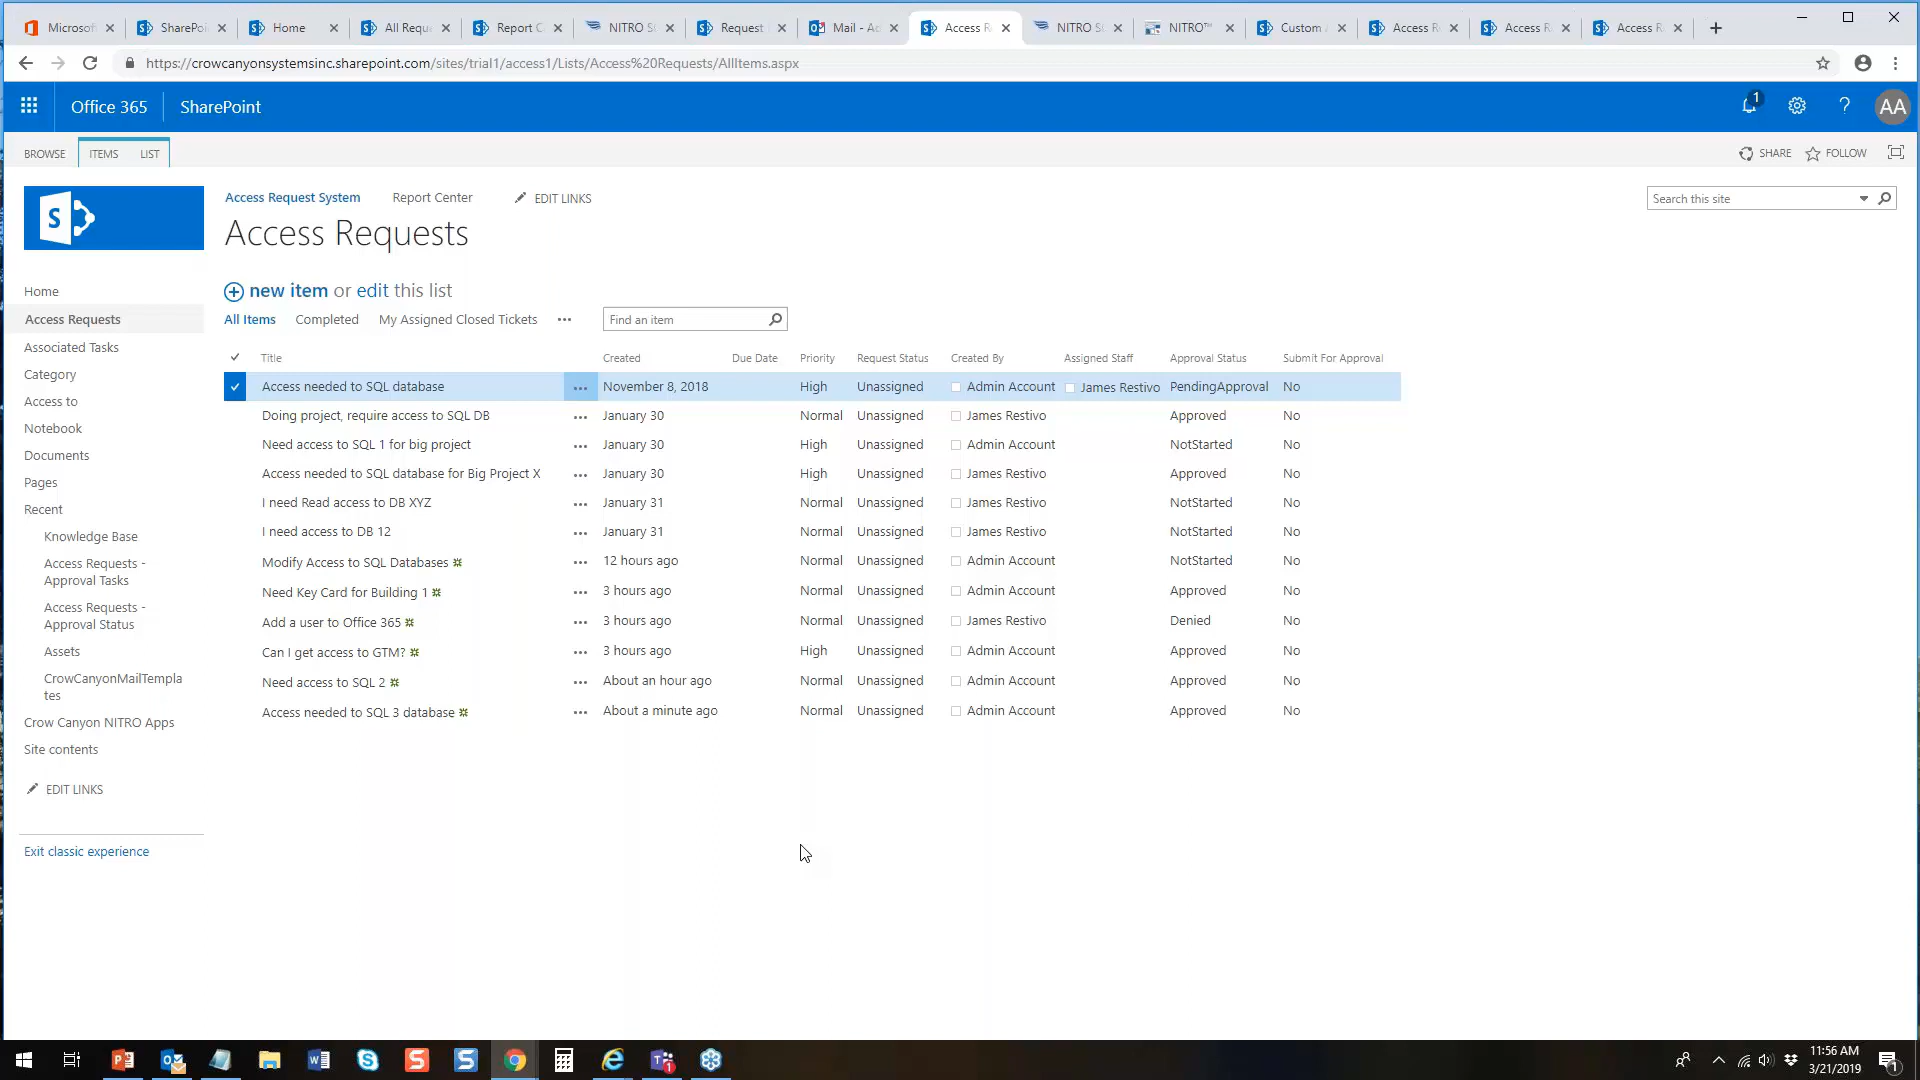 Microsoft
SharePoi
Home
All Reque
Report C
NITRO S
Request
Mail - Ad
Access R
NITRO S
NITRO™
Custom
Access R
Access R
Access R
https://crowcanyonsystemsinc.sharepoint.com/sites/trial1/access1/Lists/Access%20Requests/AllItems.aspx
Office 365 SharePoint 1 ? AA
BROWSE ITEMS LIST SHARE FOLLOW
Access Request System Report Center EDIT LINKS Search this site
S
Access Requests
new item or edit this list
All Items Completed My Assigned Closed Tickets ... Find an item
Home
Access Requests
Associated Tasks
Category
Access to
Notebook
Documents
Pages
Recent
Knowledge Base
Access Requests -
Approval Tasks
Access Requests -
Approval Status
Assets
CrowCanyonMailTempla
tes
Crow Canyon NITRO Apps
Site contents
EDIT LINKS
Exit classic experience
Title Created Due Date Priority Request Status Created By Assigned Staff Approval Status Submit For Approval
Access needed to SQL database ... November 8, 2018 High Unassigned Admin Account James Restivo PendingApproval No
Doing project, require access to SQL DB ... January 30 Normal Unassigned James Restivo Approved No
Need access to SQL 1 for big project ... January 30 High Unassigned Admin Account NotStarted No
Access needed to SQL database for Big Project X ... January 30 High Unassigned James Restivo Approved No
I need Read access to DB XYZ ... January 31 Normal Unassigned James Restivo NotStarted No
I need access to DB 12 ... January 31 Normal Unassigned James Restivo NotStarted No
Modify Access to SQL Databases ... 12 hours ago Normal Unassigned Admin Account NotStarted No
Need Key Card for Building 1 ... 3 hours ago Normal Unassigned Admin Account Approved No
Add a user to Office 365 ... 3 hours ago Normal Unassigned James Restivo Denied No
Can I get access to GTM? ... 3 hours ago High Unassigned Admin Account Approved No
Need access to SQL 2 ... About an hour ago Normal Unassigned Admin Account Approved No
Access needed to SQL 3 database ... About a minute ago Normal Unassigned Admin Account Approved No
11:56 AM
3/21/2019
1